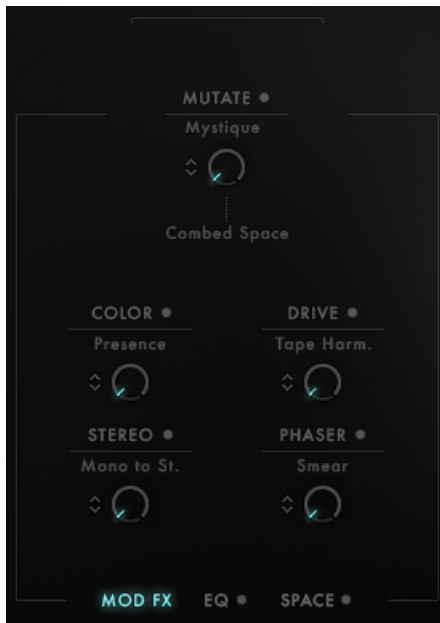 MUTATE
Mystique
Combed Space
COLOR DRIVE
Presence Tape Harm.
STEREO PHASER
Mono to St. Smear
MOD FX EQ SPACE